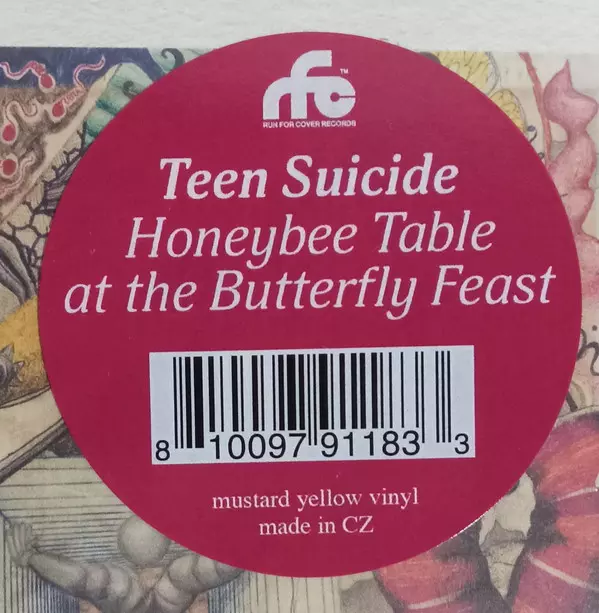 rfc™
RUN FOR COVER RECORDS
Teen Suicide
Honeybee Table
at the Butterfly Feast
8 10097 91183 3
mustard yellow vinyl
made in CZ